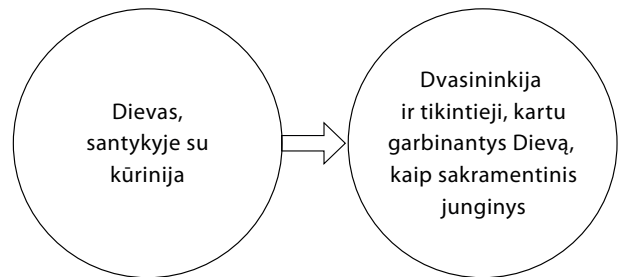 Dievas,
santykyje su
kūrinija
Dvasininkija
ir tikintieji, kartu
garbinantys Dievą,
kaip sakramentinis
junginys